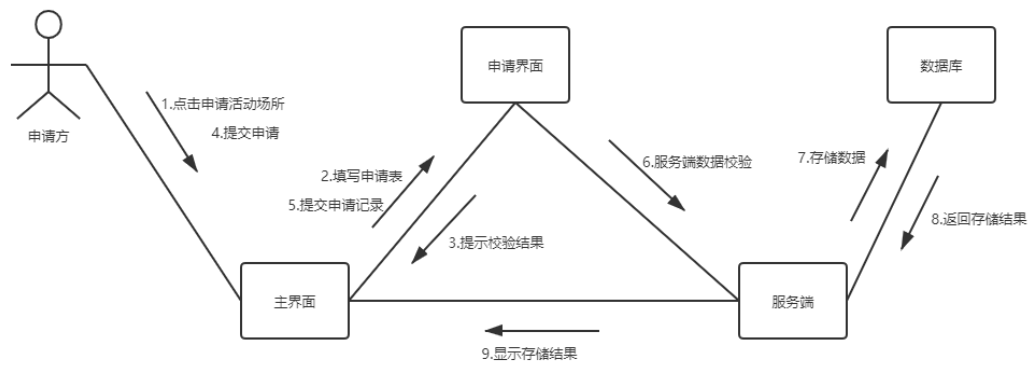 申请界面
数据库
1.点击申请活动场所
4.提交申请
申请方
2.填写申请表
5.提交申请记录
6.服务端数据校验
7.存储数据
3.提示校验结果
8.返回存储结果
主界面
服务端
9.显示存储结果